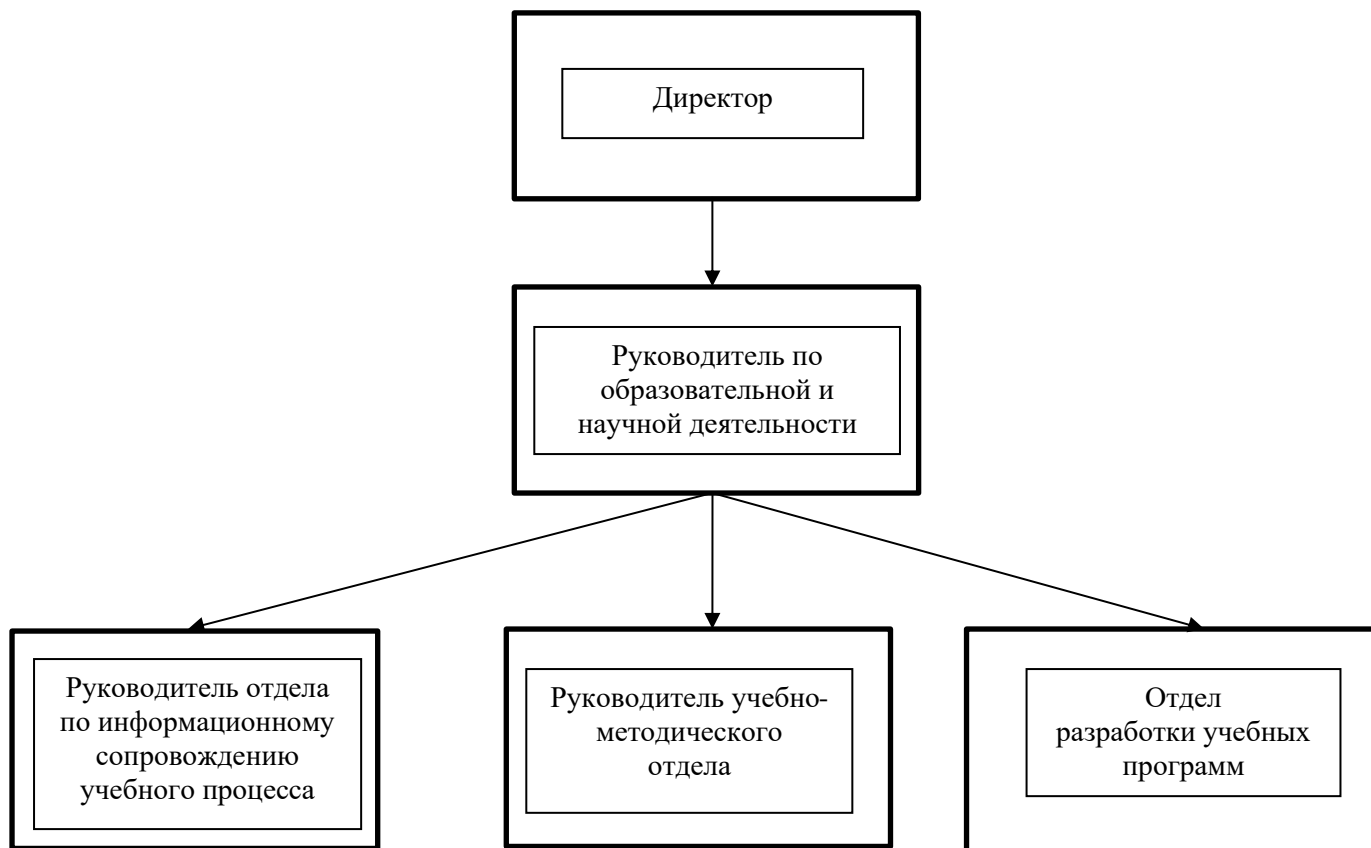 Директор
Руководитель по
образовательной и
научной деятельности
Руководитель отдела
по информационному
сопровождению
учебного процесса
Руководитель учебно-
методического
отдела
Отдел
разработки учебных
программ